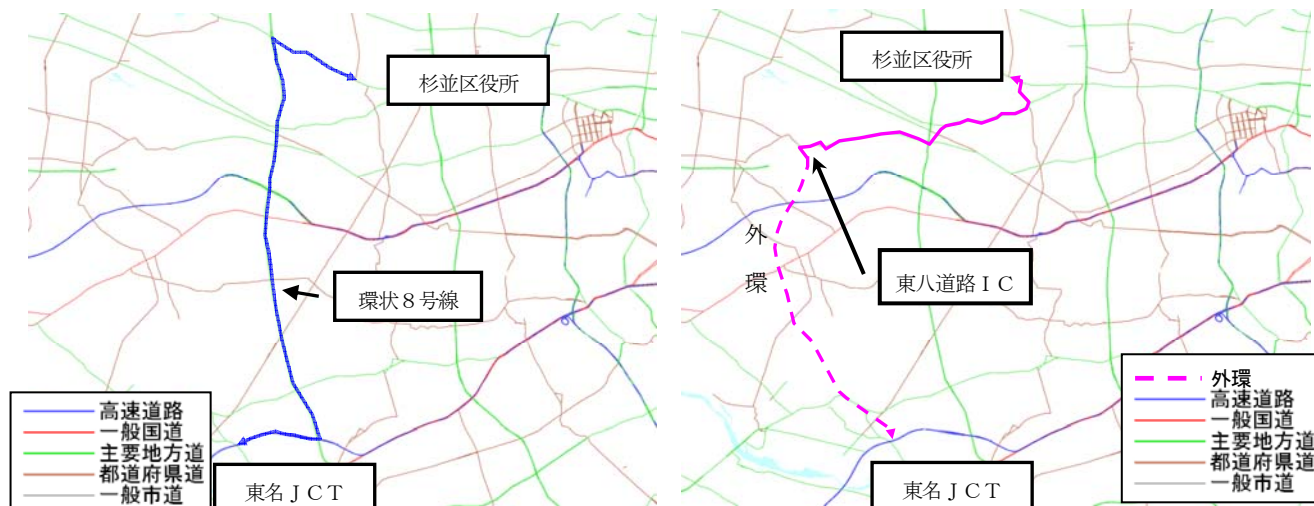 杉並区役所
環状8号線
高速道路
一般国道
主要地方道
都道府県道
一般市道
東名JCT
杉並区役所
外環
東八道路IC
外環
高速道路
一般国道
主要地方道
都道府県道
一般市道
東名JCT